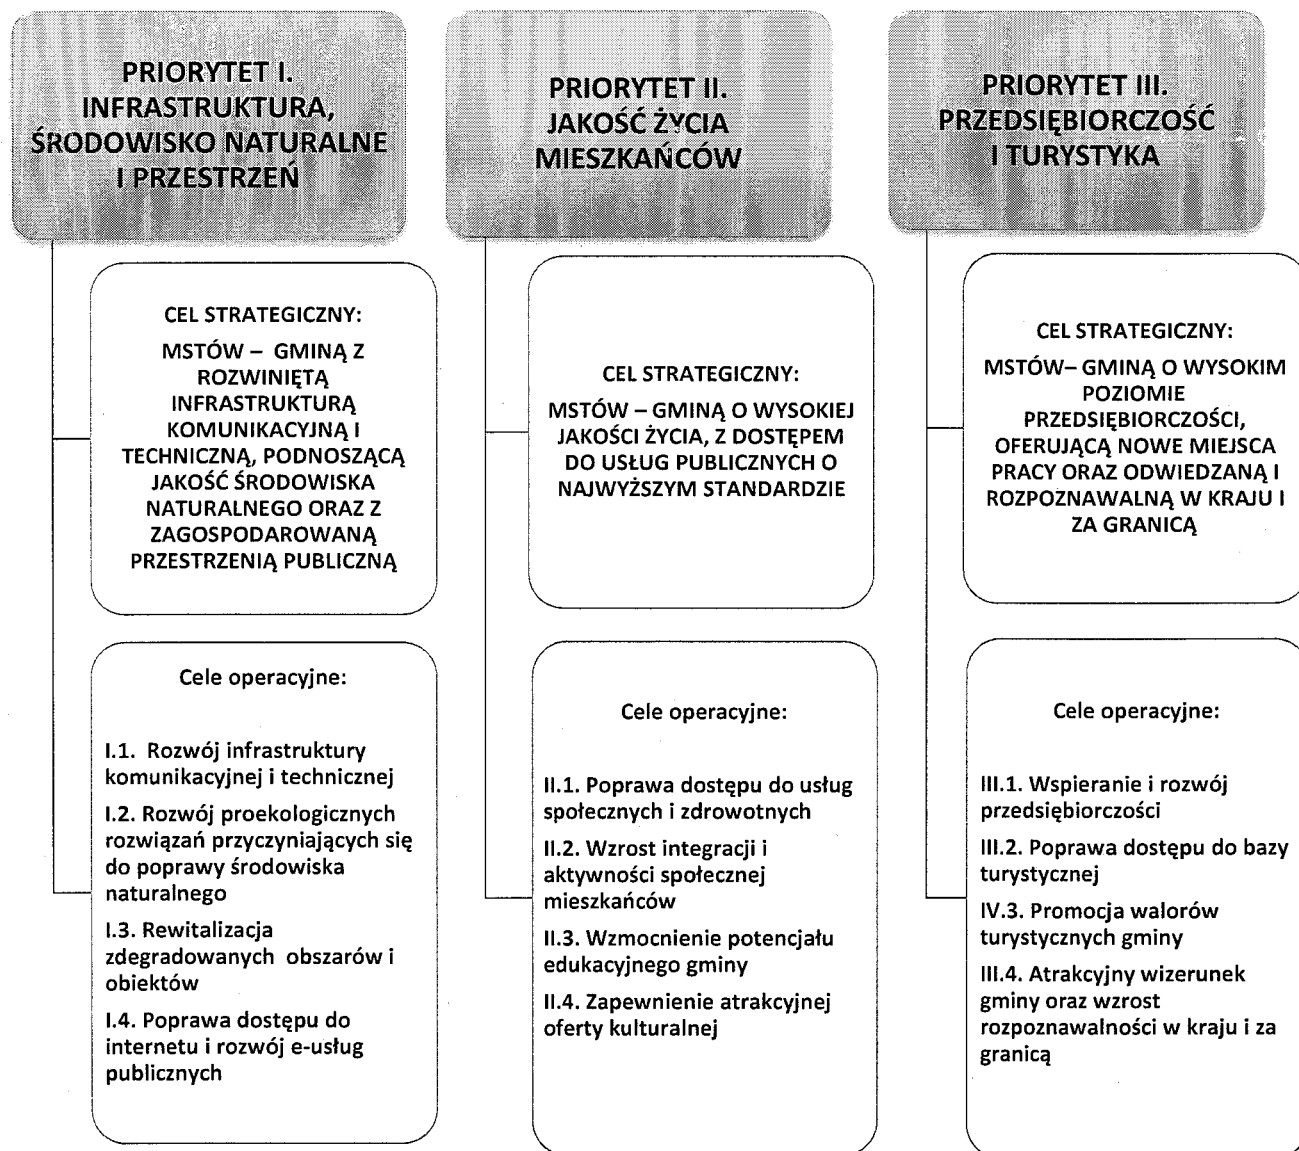 PRIORYTET I.
INFRASTRUKTURA,
ŚRODOWISKO NATURALNE
I PRZESTRZEŃ
CEL STRATEGICZNY:
MSTÓW – GMINĄ Z
ROZWINIĘTĄ
INFRASTRUKTURĄ
KOMUNIKACYJNĄ I
TECHNICZNĄ, PODNOSZĄCĄ
JAKOŚĆ ŚRODOWISKA
NATURALNEGO ORAZ Z
ZAGOSPODAROWANĄ
PRZESTRZENIĄ PUBLICZNĄ
Cele operacyjne:
I.1. Rozwój infrastruktury
komunikacyjnej i technicznej
I.2. Rozwój proekologicznych
rozwiązań przyczyniających się
do poprawy środowiska
naturalnego
I.3. Rewitalizacja
zdegradowanych obszarów i
obiektów
I.4. Poprawa dostępu do
internetu i rozwój e-usług
publicznych
PRIORYTET II.
JAKOŚĆ ŻYCIA
MIESZKAŃCÓW
CEL STRATEGICZNY:
MSTÓW – GMINĄ O WYSOKIEJ
JAKOŚCI ŻYCIA, Z DOSTĘPEM
DO USŁUG PUBLICZNYCH O
NAJWYŻSZYM STANDARDZIE
Cele operacyjne:
II.1. Poprawa dostępu do usług
społecznych i zdrowotnych
II.2. Wzrost integracji i
aktywności społecznej
mieszkańców
II.3. Wzmocnienie potencjału
edukacyjnego gminy
II.4. Zapewnienie atrakcyjnej
oferty kulturalnej
PRIORYTET III.
PRZEDSIĘBIORCZOŚĆ
I TURYSTYKA
CEL STRATEGICZNY:
MSTÓW– GMINĄ O WYSOKIM
POZIOMIE
PRZEDSIĘBIORCZOŚCI,
OFERUJĄCĄ NOWE MIEJSCA
PRACY ORAZ ODWIEDZANĄ I
ROZPOZNAWALNĄ W KRAJU I
ZA GRANICĄ
Cele operacyjne:
III.1. Wspieranie i rozwój
przedsiębiorczości
III.2. Poprawa dostępu do bazy
turystycznej
IV.3. Promocja walorów
turystycznych gminy
III.4. Atrakcyjny wizerunek
gminy oraz wzrost
rozpoznawalności w kraju i za
granicą